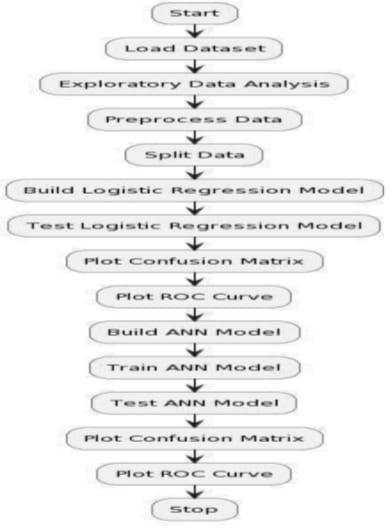 Start
Load Dataset
Exploratory Data Analysis
Preprocess Data
Split Data
Build Logistic Regression Model
Test Logistic Regression Model
Plot Confusion Matrix
Plot ROC Curve
Build ANN Model
Train ANN Model
Test ANN Model
Plot Confusion Matrix
Plot ROC Curve
Stop